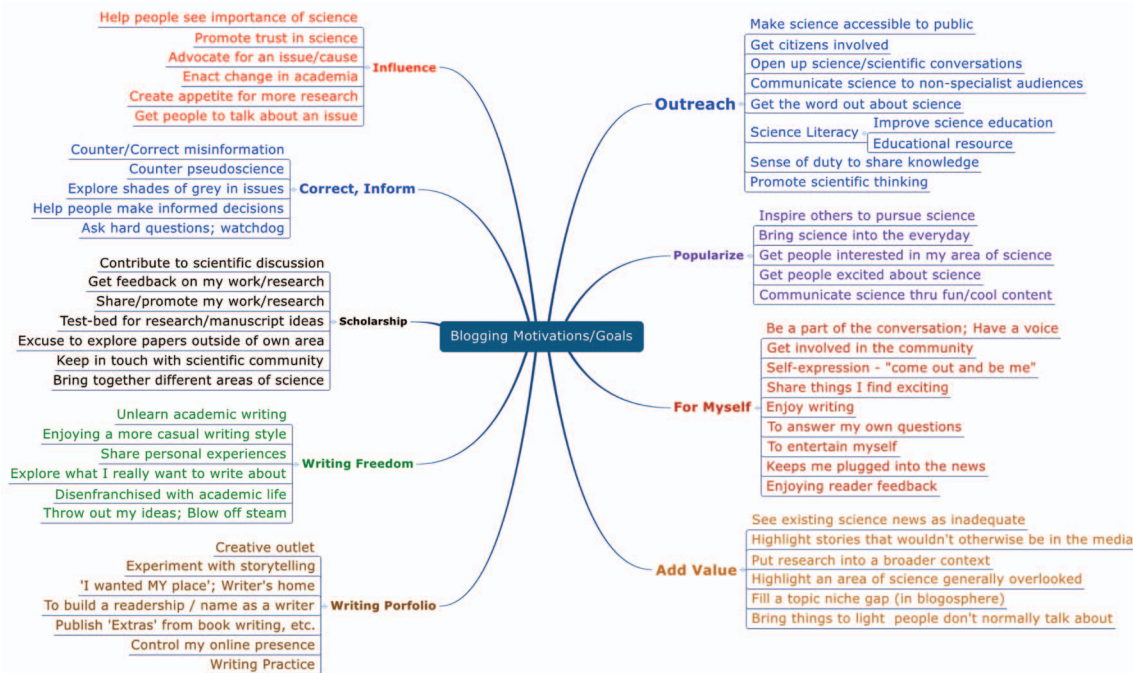 Blogging Motivations/Goals
Influence
Help people see importance of science
Promote trust in science
Advocate for an issue/cause
Enact change in academia
Create appetite for more research
Get people to talk about an issue
Correct, Inform
Counter/Correct misinformation
Counter pseudoscience
Explore shades of grey in issues
Help people make informed decisions
Ask hard questions; watchdog
Scholarship
Contribute to scientific discussion
Get feedback on my work/research
Share/promote my work/research
Test-bed for research/manuscript ideas
Excuse to explore papers outside of own area
Keep in touch with scientific community
Bring together different areas of science
Writing Freedom
Unlearn academic writing
Enjoying a more casual writing style
Share personal experiences
Explore what I really want to write about
Disenfranchised with academic life
Throw out my ideas; Blow off steam
Writing Porfolio
Creative outlet
Experiment with storytelling
'I wanted MY place'; Writer's home
To build a readership / name as a writer
Publish 'Extras' from book writing, etc.
Control my online presence
Writing Practice
Outreach
Make science accessible to public
Get citizens involved
Open up science/scientific conversations
Communicate science to non-specialist audiences
Get the word out about science
Science Literacy
Improve science education
Educational resource
Sense of duty to share knowledge
Promote scientific thinking
Popularize
Inspire others to pursue science
Bring science into the everyday
Get people interested in my area of science
Get people excited about science
Communicate science thru fun/cool content
For Myself
Be a part of the conversation; Have a voice
Get involved in the community
Self-expression - "come out and be me"
Share things I find exciting
Enjoy writing
To answer my own questions
To entertain myself
Keeps me plugged into the news
Enjoying reader feedback
Add Value
See existing science news as inadequate
Highlight stories that wouldn't otherwise be in the media
Put research into a broader context
Highlight an area of science generally overlooked
Fill a topic niche gap (in blogosphere)
Bring things to light people don't normally talk about